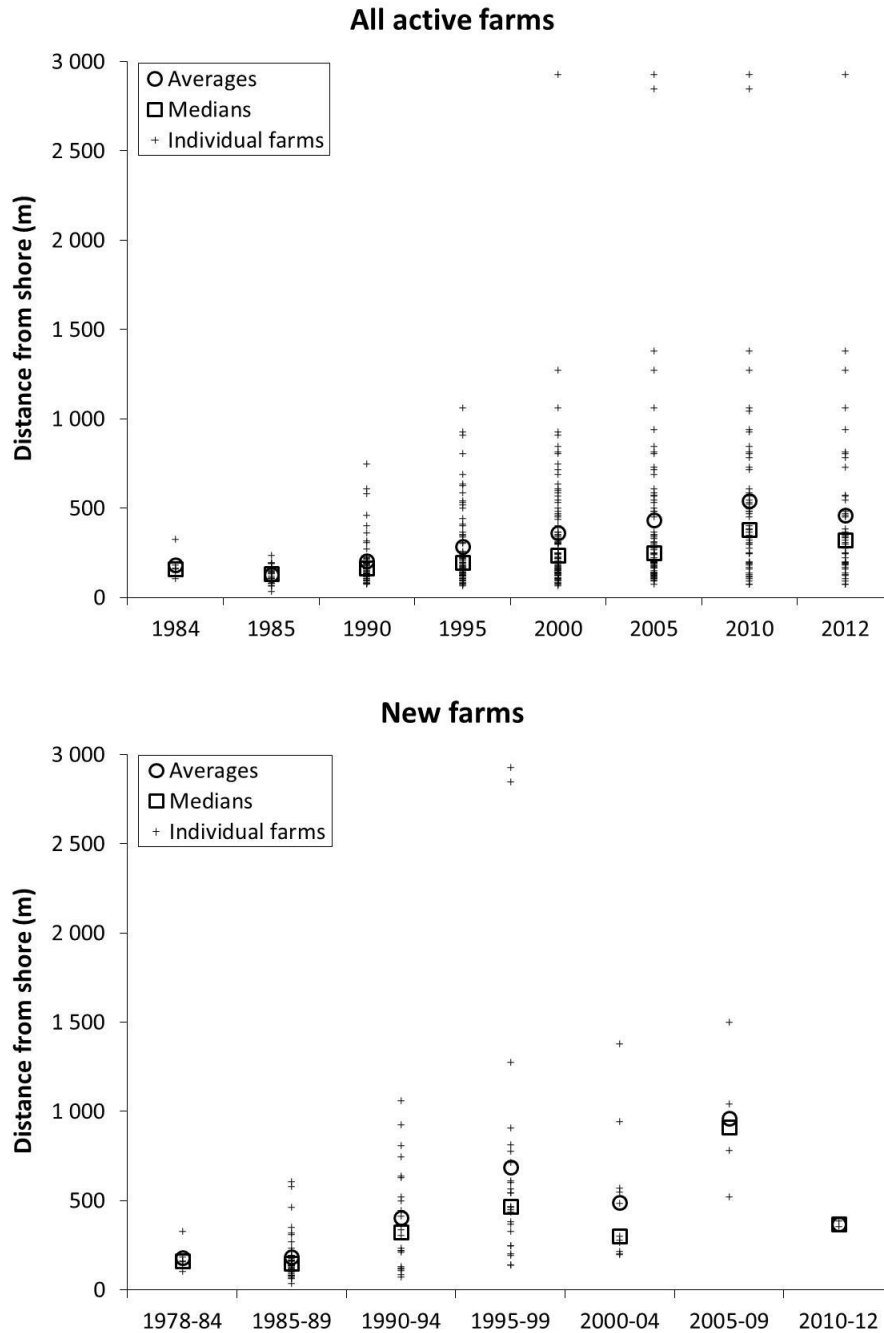 All active farms
3 000
2 500
2 000
1 500
1 000
500
0
Distance from shore (m)
Averages
Medians
Individual farms
1984 1985 1990 1995 2000 2005 2010 2012
New farms
3 000
2 500
2 000
1 500
1 000
500
0
Distance from shore (m)
Averages
Medians
Individual farms
1978-84 1985-89 1990-94 1995-99 2000-04 2005-09 2010-12